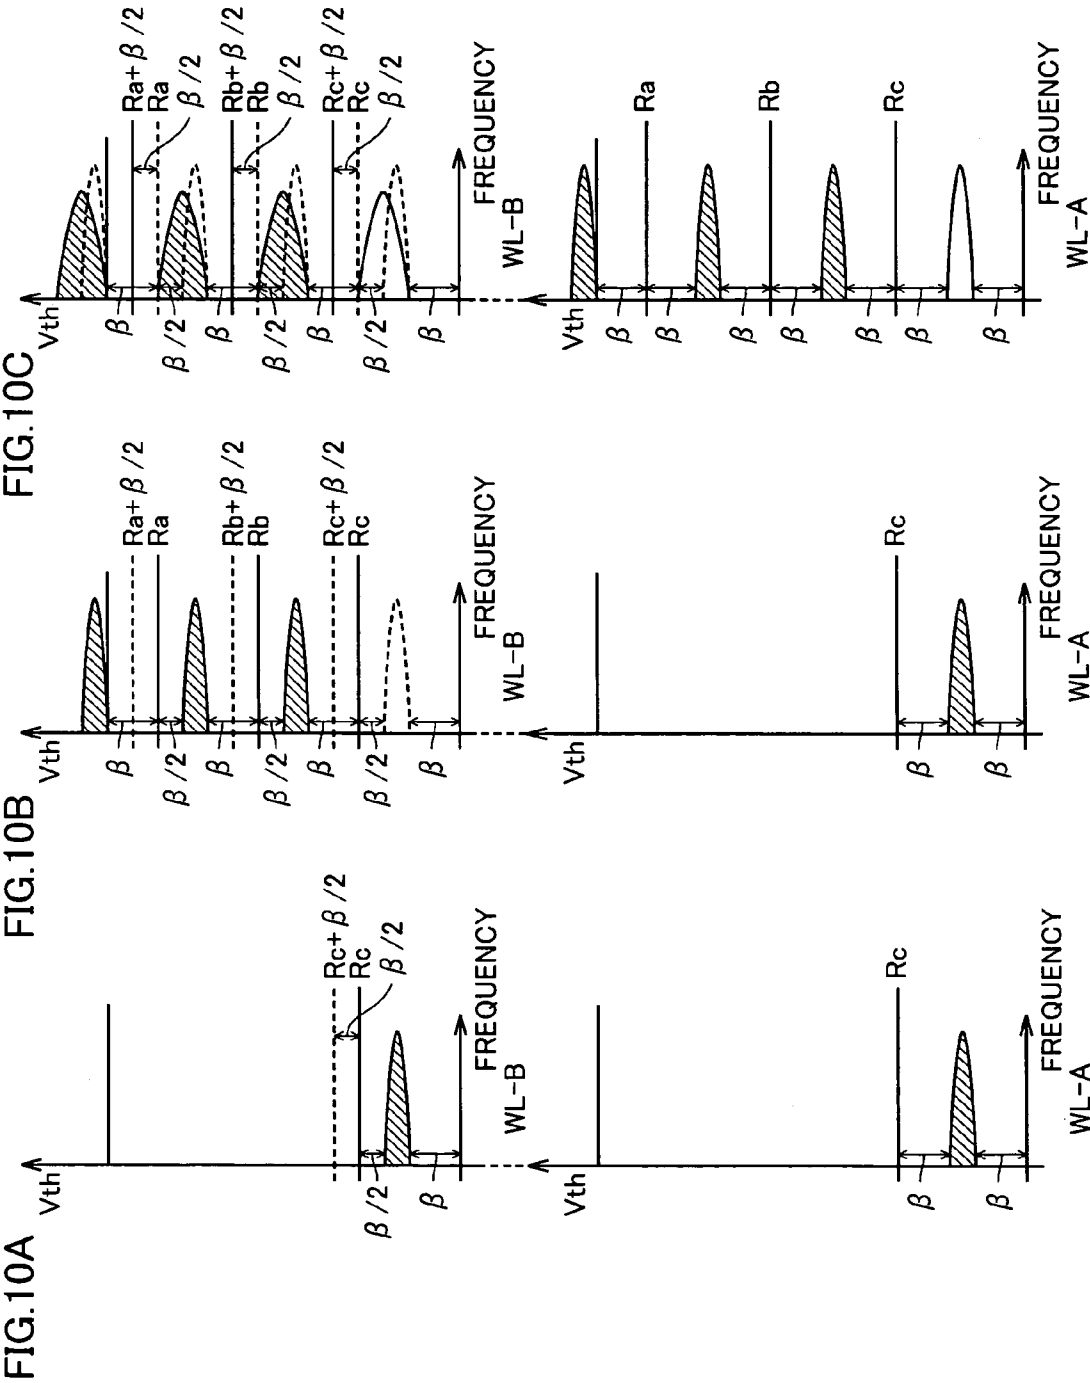 FIG.10A
Vth
Rc+β/2
Rc
β/2
β/2
β
FREQUENCY
WL-B
Vth
Rc
β
β
FREQUENCY
WL-A
FIG.10B
Vth
Ra+β/2
Ra
Rb+β/2
Rb
Rc+β/2
Rc
β
β/2
β
β/2
β
β/2
β
FREQUENCY
WL-B
Vth
Rc
β
β
FREQUENCY
WL-A
FIG.10C
Vth
Ra+β/2
Ra
β/2
Rb+β/2
Rb
β/2
Rc+β/2
Rc
β/2
β
β/2
β
β/2
β
β/2
β
FREQUENCY
WL-B
Vth
Ra
Rb
Rc
β
β
β
β
β
β
β
FREQUENCY
WL-A